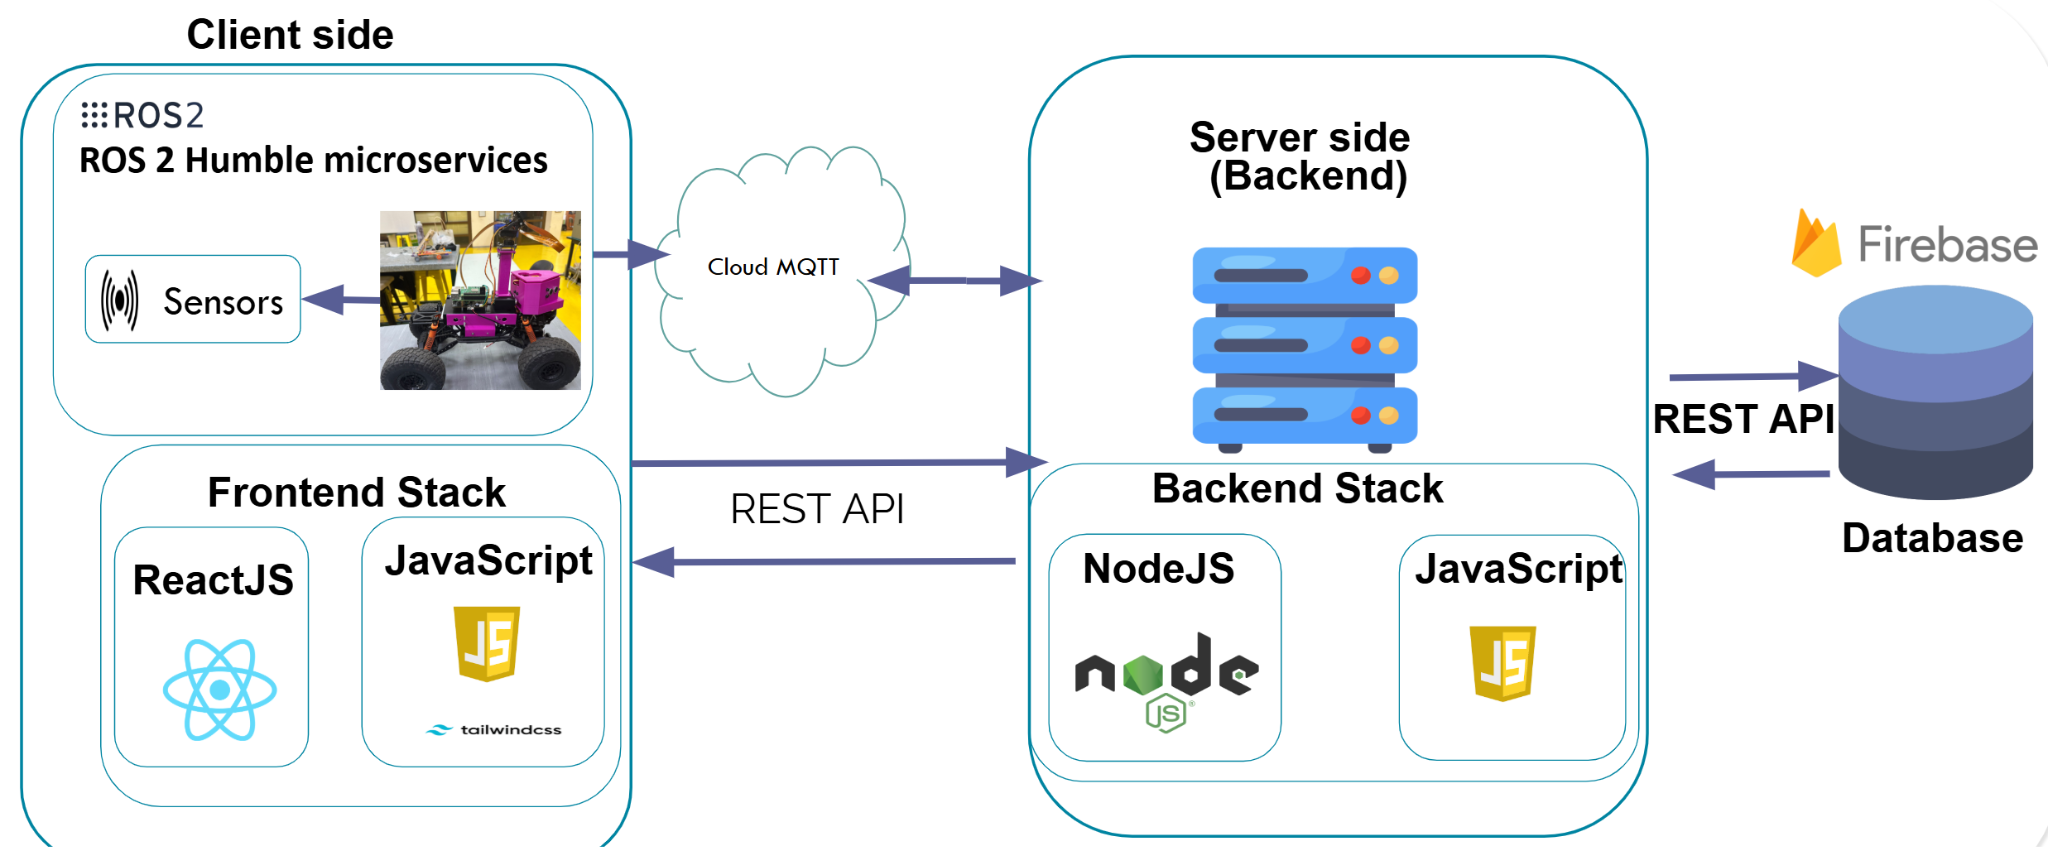 Client side
ROS2
ROS 2 Humble microservices
Sensors
Cloud MQTT
Server side
(Backend)
Firebase
REST API
Database
Frontend Stack
ReactJS
JavaScript
JS
tailwindcss
REST API
Backend Stack
NodeJS
node
JS
®
JavaScript
JS